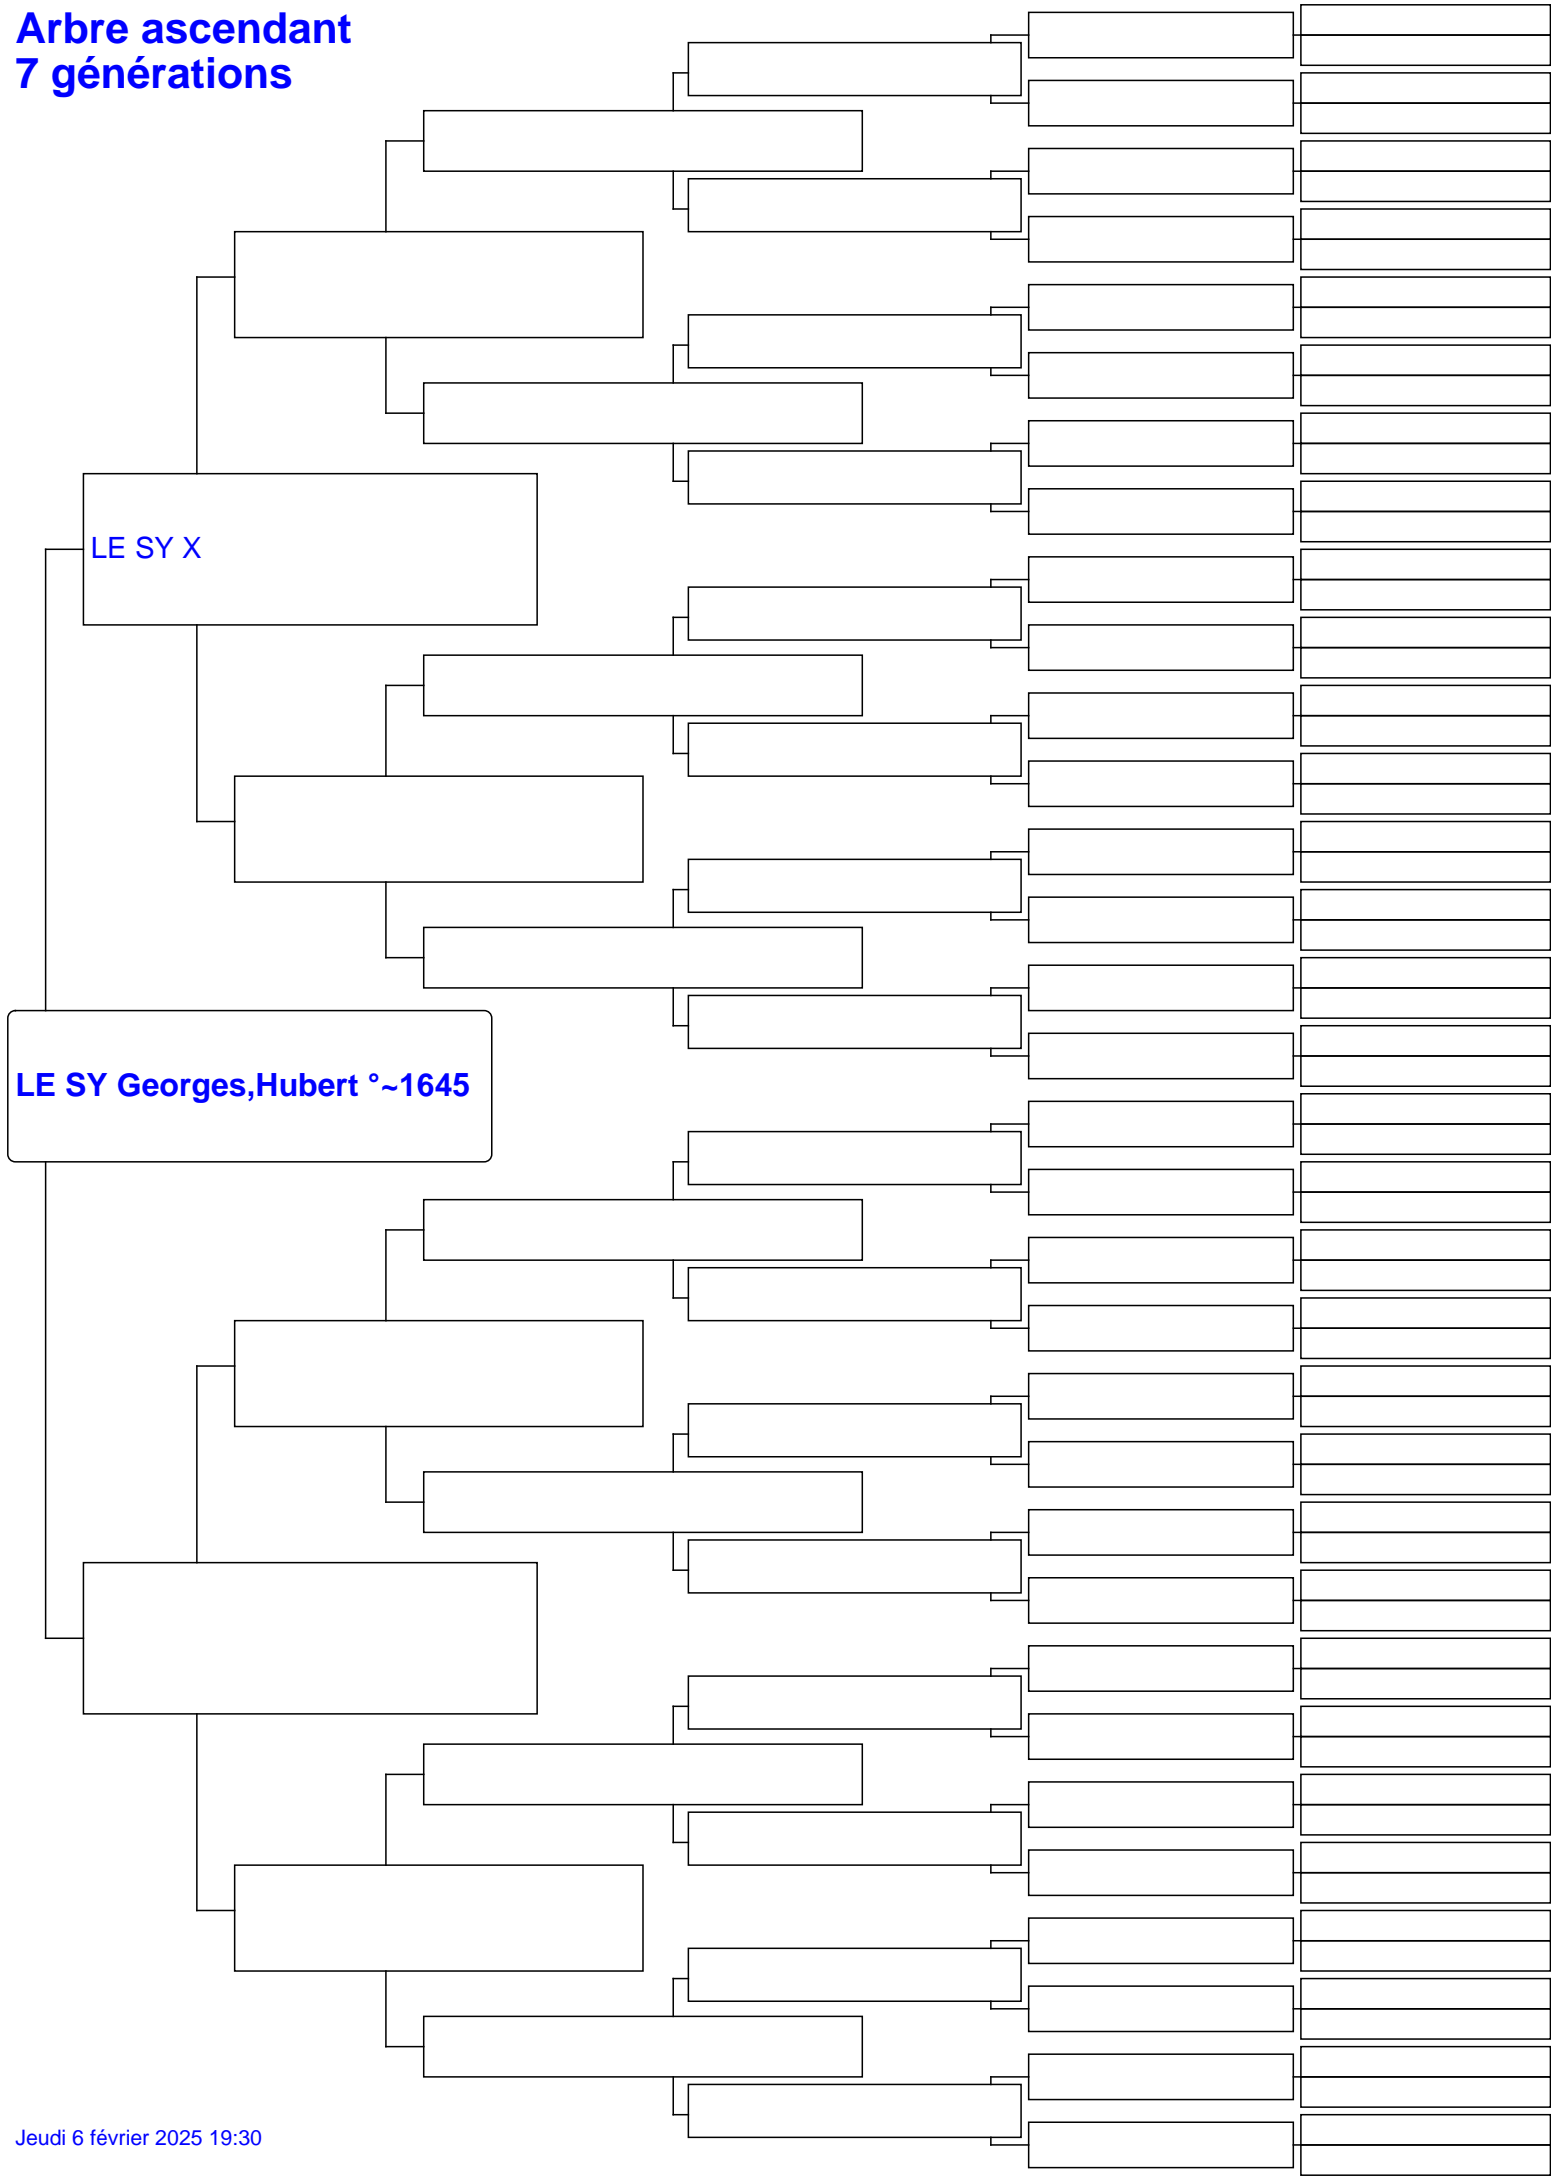 Arbre ascendant
7 générations
LE SY X
LE SY Georges,Hubert °~1645
Jeudi 6 février 2025 19:30